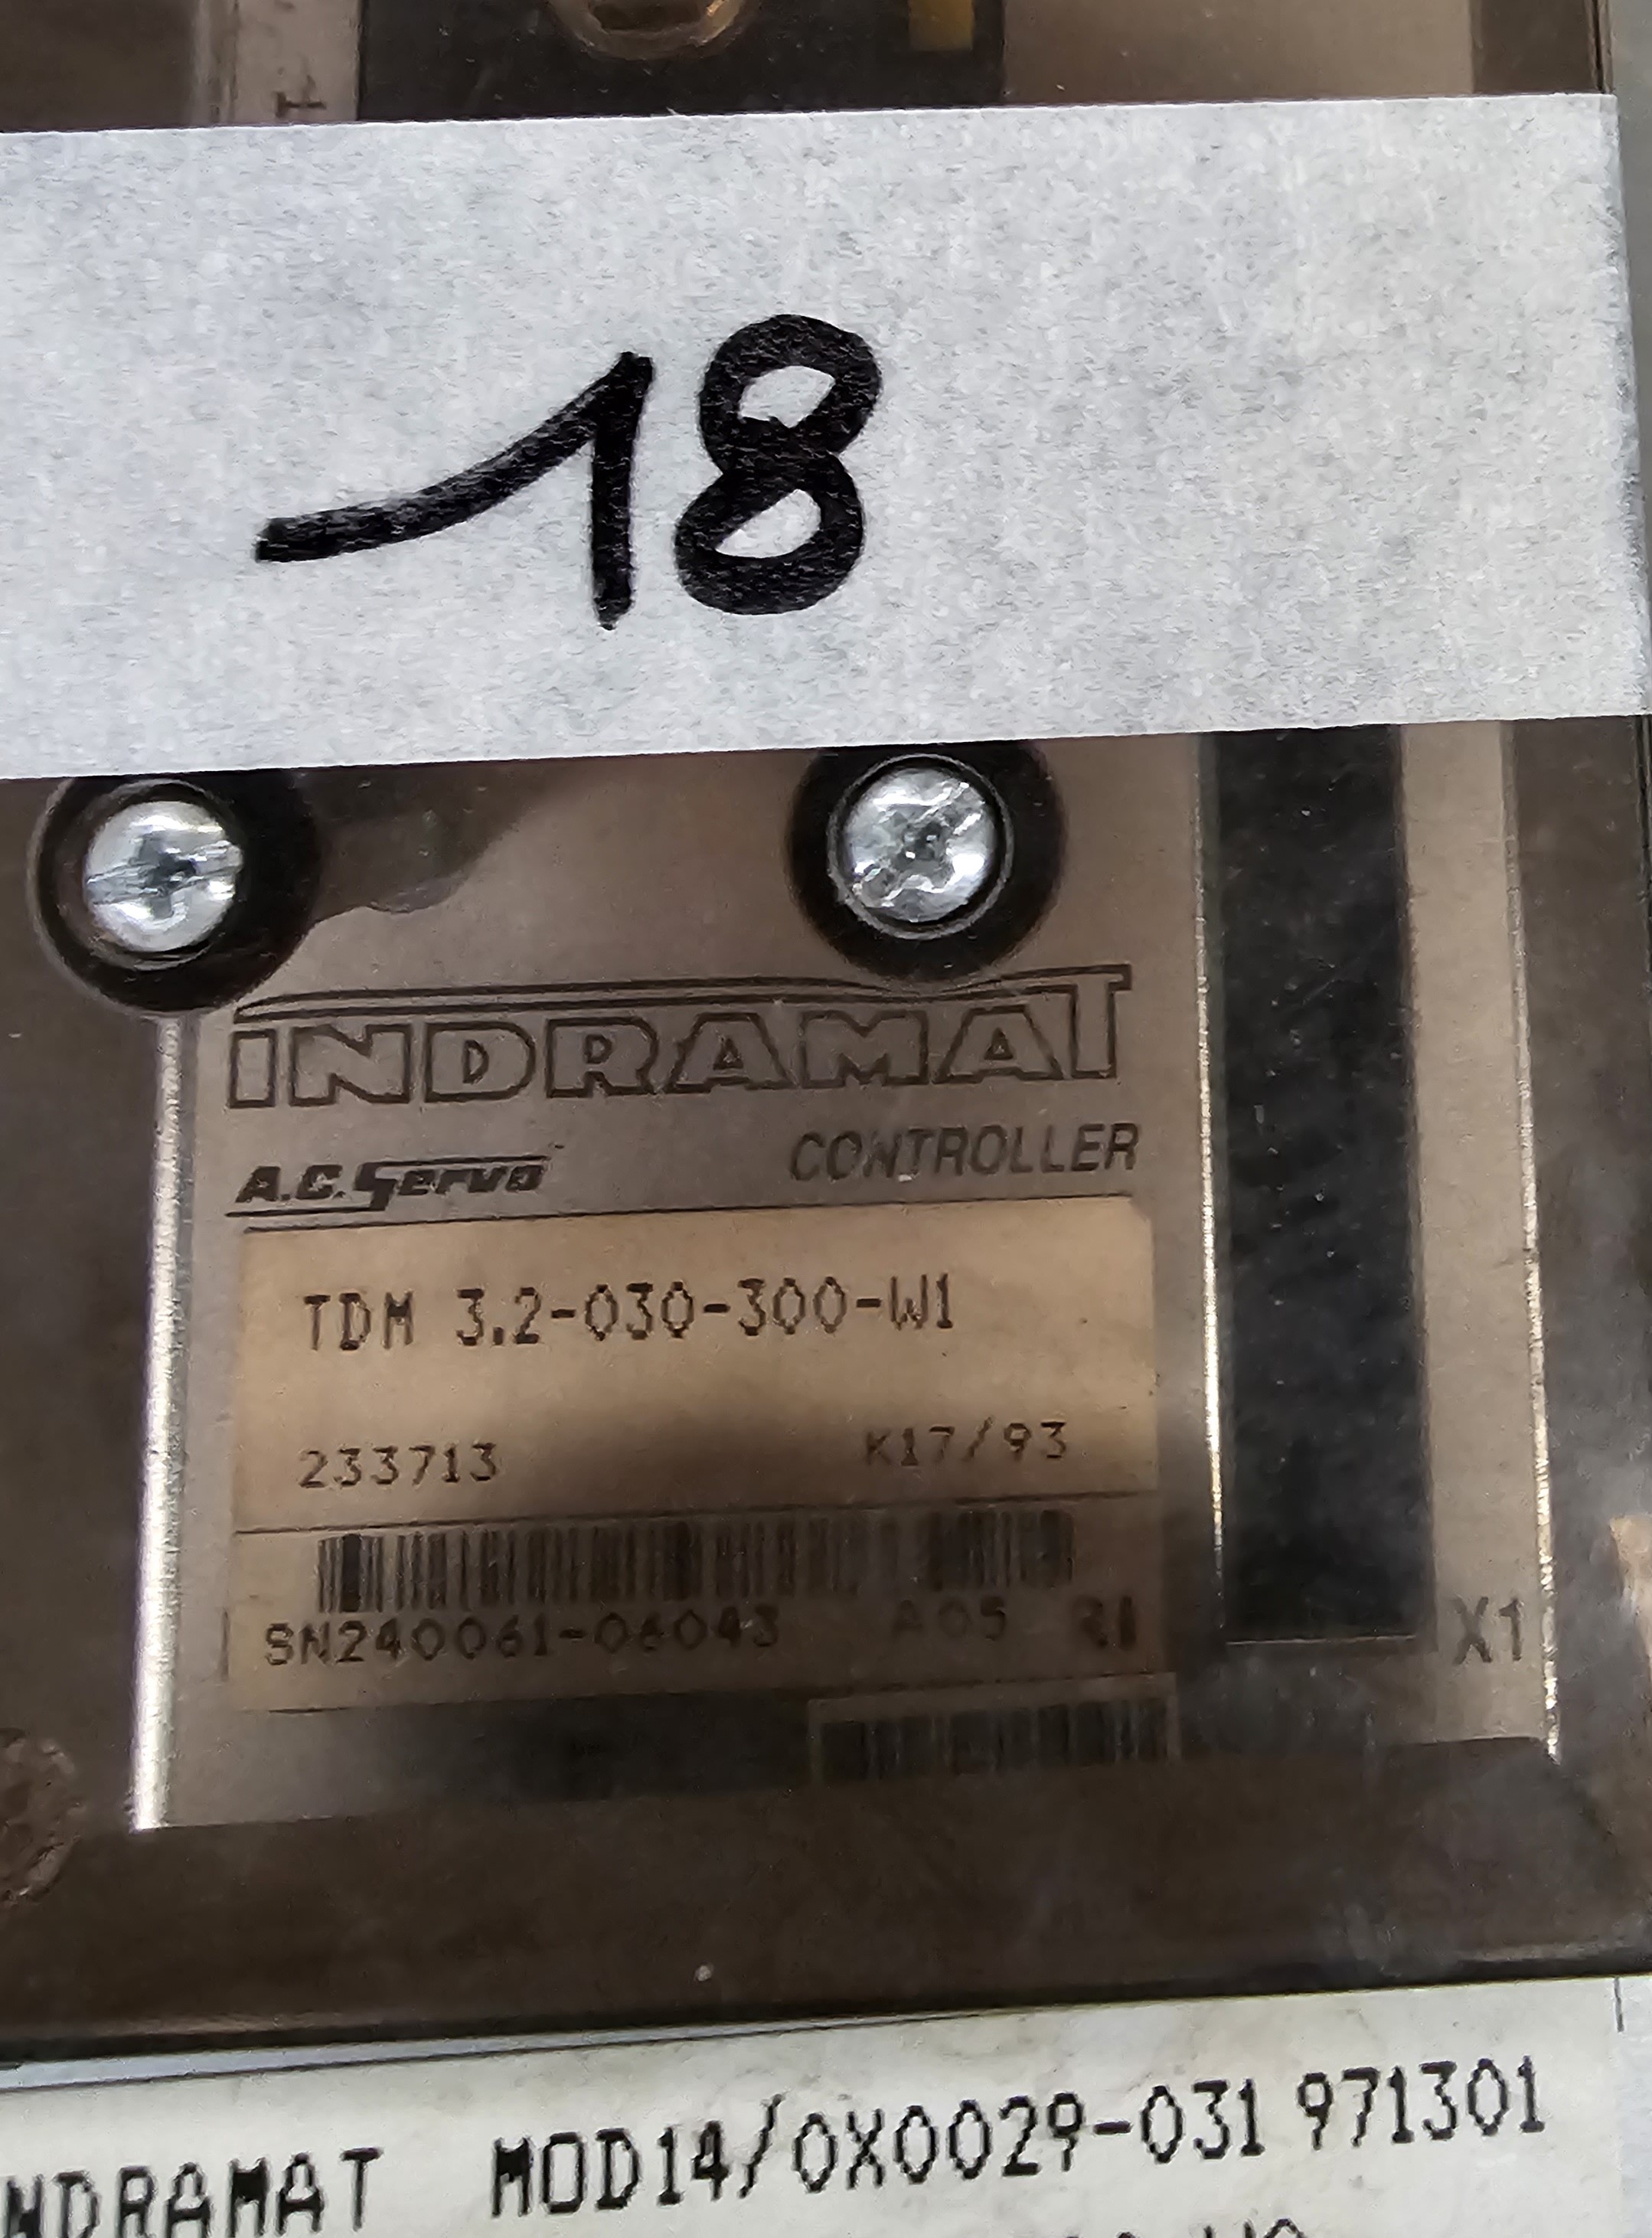 -18
INDRAMAT
A.C. Servo CONTROLLER
TDM 3.2-030-300-W1
233713 K17/93
SN240061-06043 A05
X1
NDRAMAT MOD14/0X0029-031 971301